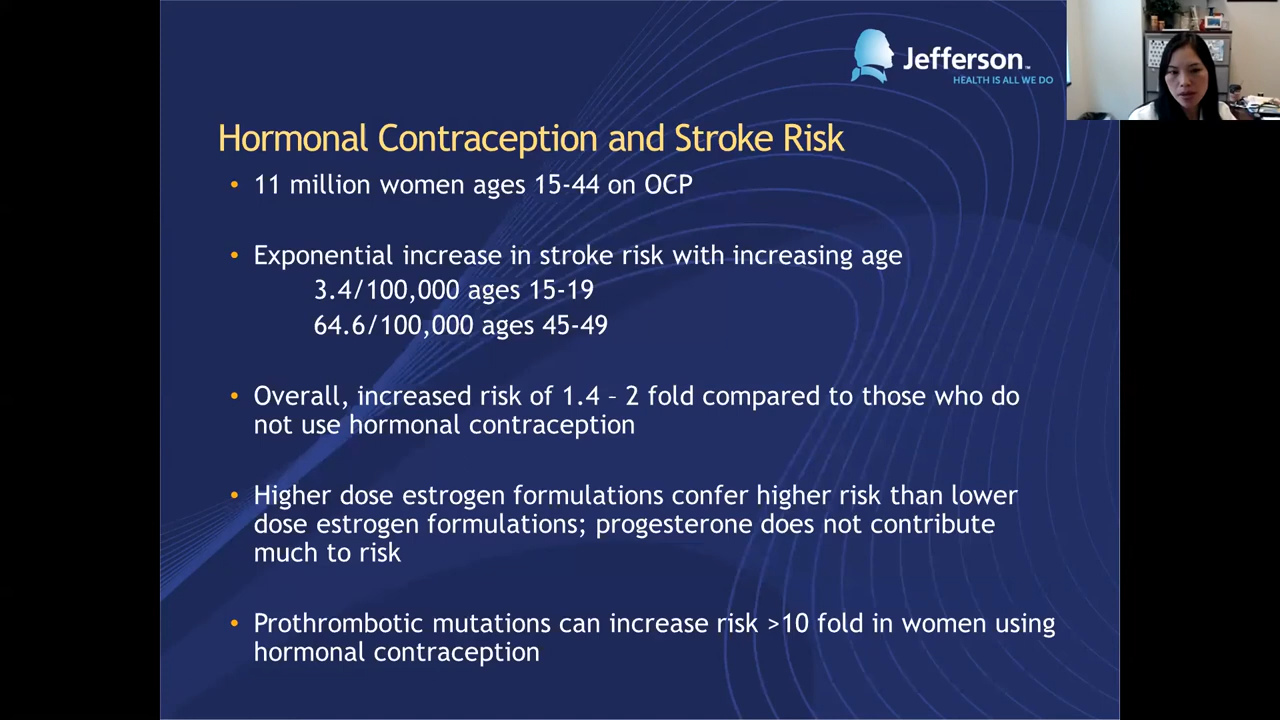 Jefferson™
HEALTH IS ALL WE DO
Hormonal Contraception and Stroke Risk
• 11 million women ages 15-44 on OCP
• Exponential increase in stroke risk with increasing age
3.4/100,000 ages 15-19
64.6/100,000 ages 45-49
• Overall, increased risk of 1.4 – 2 fold compared to those who do
not use hormonal contraception
• Higher dose estrogen formulations confer higher risk than lower
dose estrogen formulations; progesterone does not contribute
much to risk
• Prothrombotic mutations can increase risk >10 fold in women using
hormonal contraception